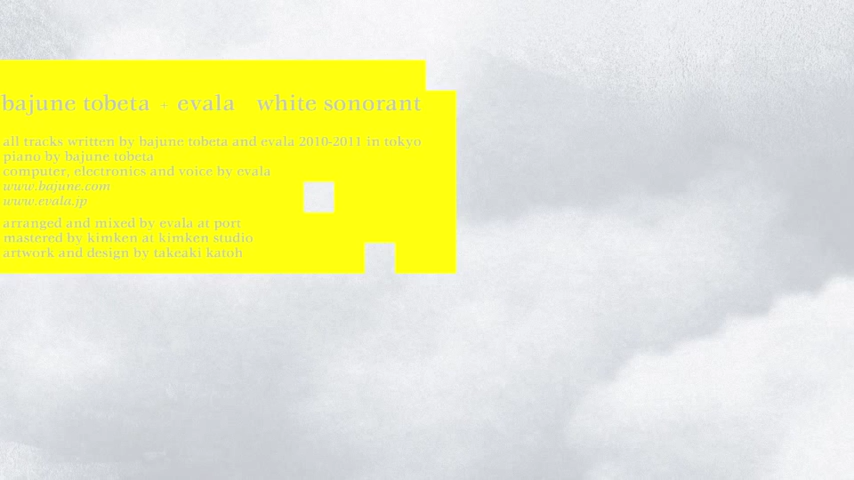 bajune tobeta + evala white sonorant
all tracks written by bajune tobeta and evala 2010-2011 in tokyo
piano by bajune tobeta
computer, electronics and voice by evala
www.bajune.com
www.evala.jp
arranged and mixed by evala at port
mastered by kimken at kimken studio
artwork and design by takeaki katoh